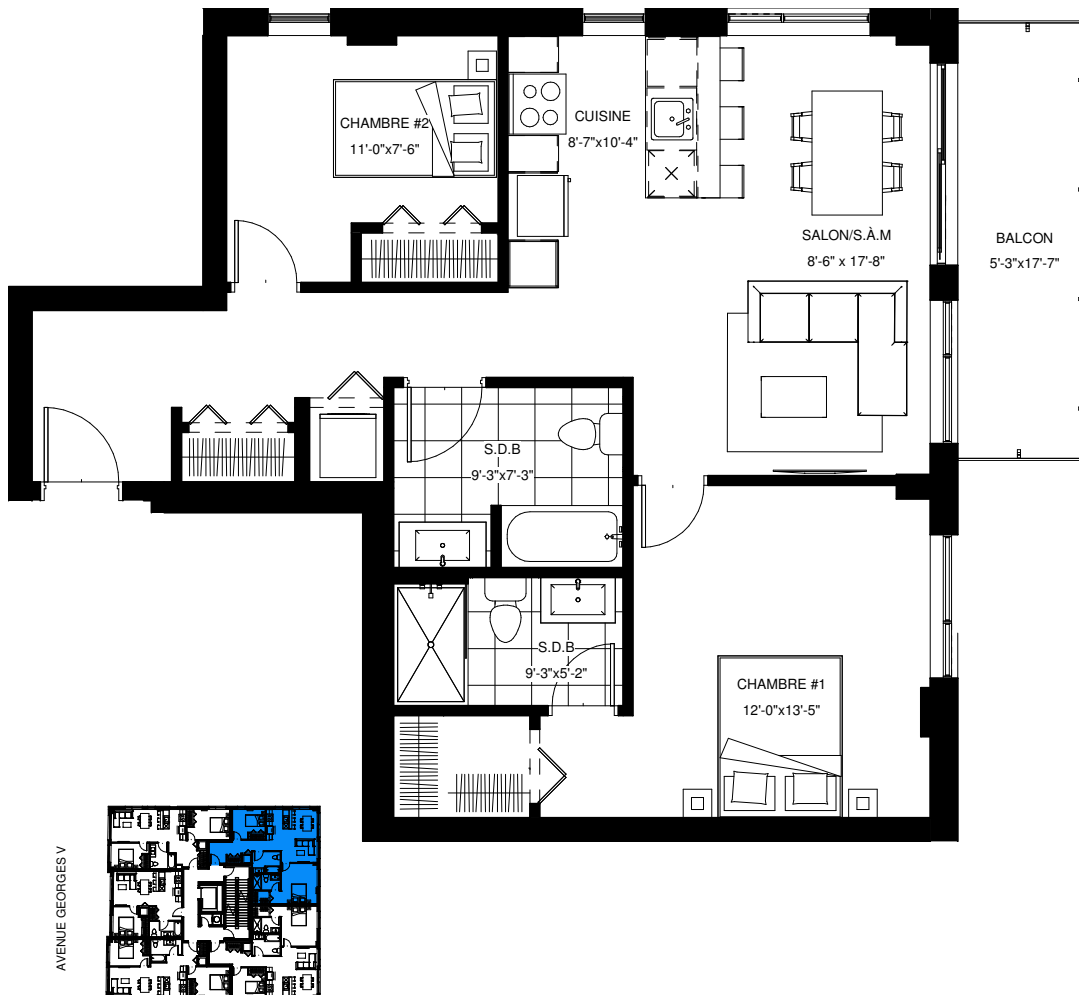 CHAMBRE #2
11'-0"x7'-6"
CUISINE
8'-7"x10'-4"
SALON/S.À.M
8'-6" x 17'-8"
BALCON
5'-3"x17'-7"
S.D.B
9'-3"x7'-3"
S.D.B
9'-3"x5'-2"
CHAMBRE #1
12'-0"x13'-5"
AVENUE GEORGES V